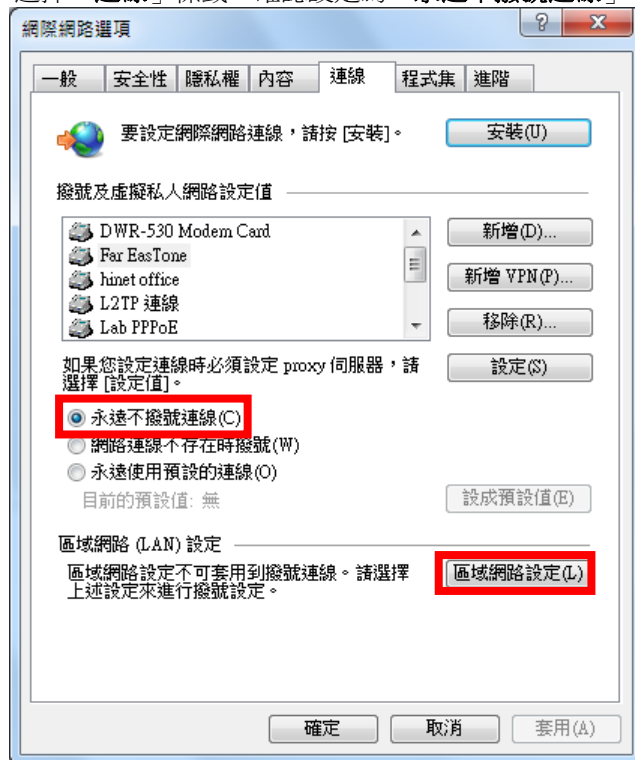 網際網路選項
一般 安全性 隱私權 內容 連線 程式集 進階
要設定網際網路連線，請按 [安裝]。 安裝(U)
撥號及虛擬私人網路設定值
DWR-530 Modem Card 新增(D)...
Far EasTone
hinet office 新增 VPN(P)...
L2TP 連線
Lab PPPoE 移除(R)...
如果您設定連線時必須設定 proxy 伺服器，請 設定(S)
選擇 [設定值]。
永遠不撥號連線(C)
網路連線不存在時撥號(W)
永遠使用預設的連線(O)
目前的預設值: 無 設成預設值(E)
區域網路 (LAN) 設定
區域網路設定不可套用到撥號連線。請選擇 區域網路設定(L)
上述設定來進行撥號設定。
確定 取消 套用(A)